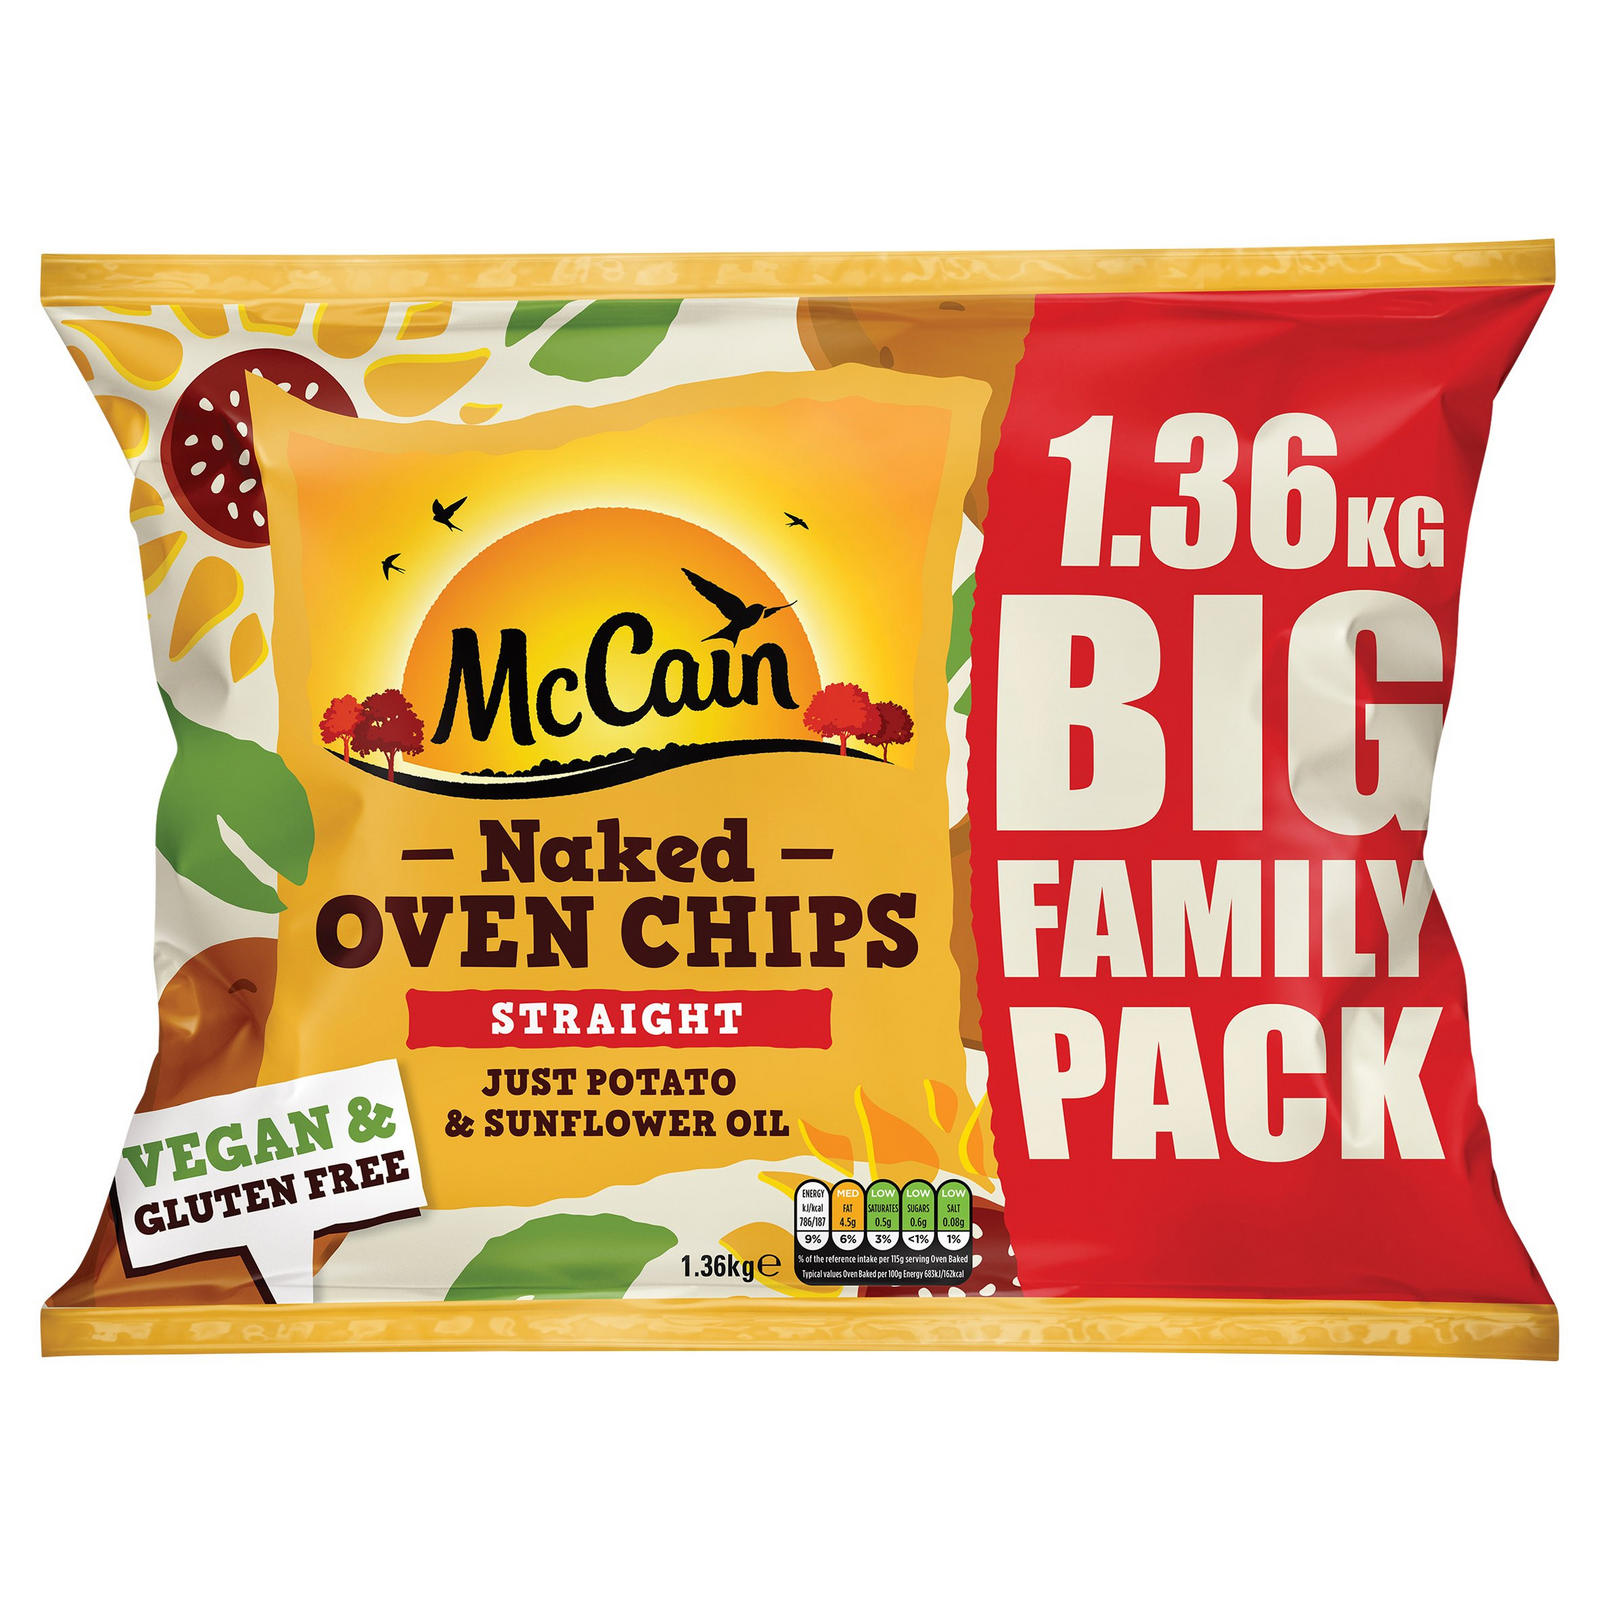 McCain
Naked
OVEN CHIPS
STRAIGHT
JUST POTATO
& SUNFLOWER OIL
VEGAN &
GLUTEN FREE
1.36kg℮
ENERGY
kJ/kcal
786/187
9%
MED
FAT
4.5g
6%
LOW
SATURATES
0.5g
3%
LOW
SUGARS
0.6g
<1%
LOW
SALT
0.08g
1%
% of the reference intake per 115g serving Oven Baked
Typical values Oven Baked per 100g Energy 683kJ/162kcal
1.36KG
BIG
FAMILY
PACK